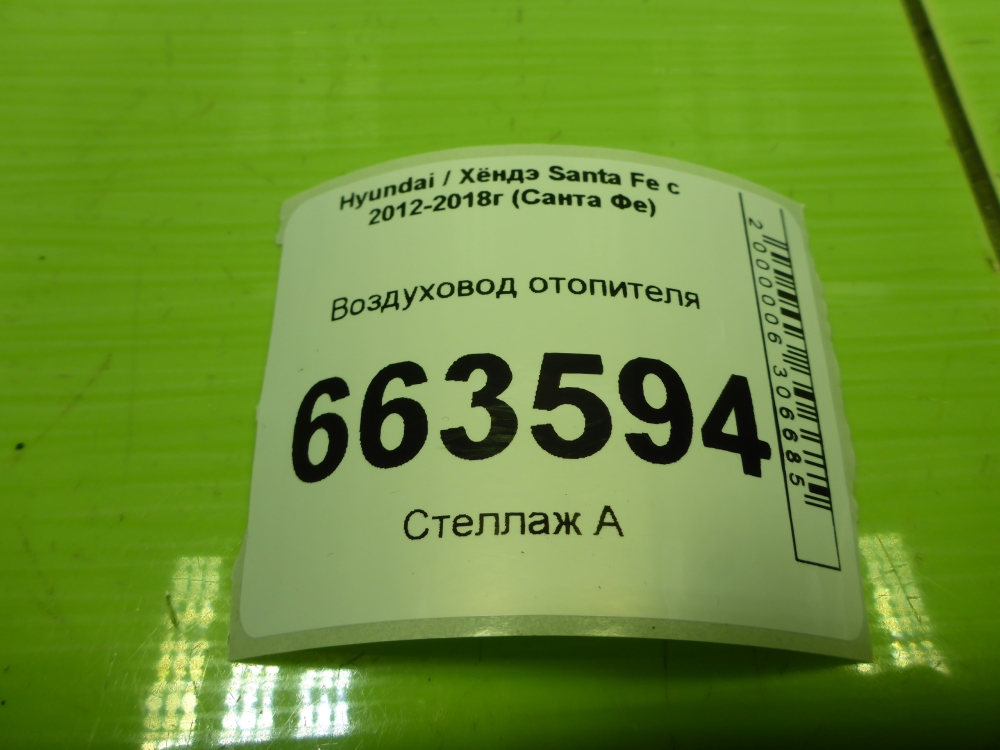 Hyundai / Хёндэ Santa Fe с
2012-2018г (Санта Фе)
Воздуховод отопителя
663594
Стеллаж А
2000006306685